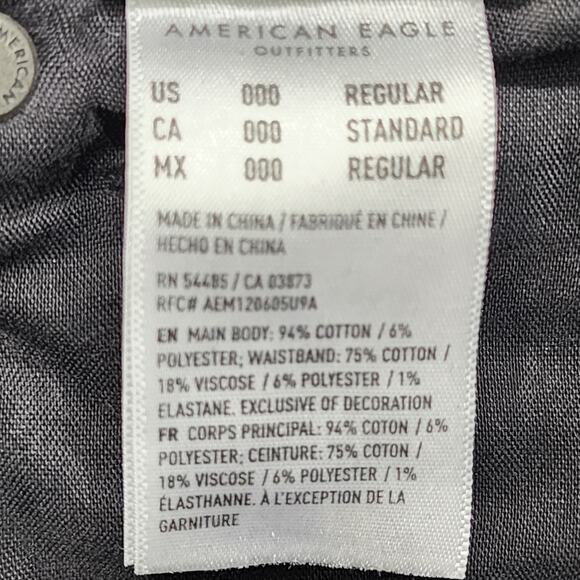 AMERICAN
AMERICAN EAGLE
OUTFITTERS
US 000 REGULAR
CA 000 STANDARD
MX 000 REGULAR
MADE IN CHINA / FABRIQUÉ EN CHINE /
HECHO EN CHINA
RN 54485 / CA 03873
RFC# AEM120605U9A
EN MAIN BODY: 94% COTTON / 6%
POLYESTER; WAISTBAND: 75% COTTON /
18% VISCOSE / 6% POLYESTER / 1%
ELASTANE. EXCLUSIVE OF DECORATION
FR CORPS PRINCIPAL: 94% COTON / 6%
POLYESTER; CEINTURE: 75% COTON /
18% VISCOSE / 6% POLYESTER / 1%
ÉLASTHANNE. À L'EXCEPTION DE LA
GARNITURE